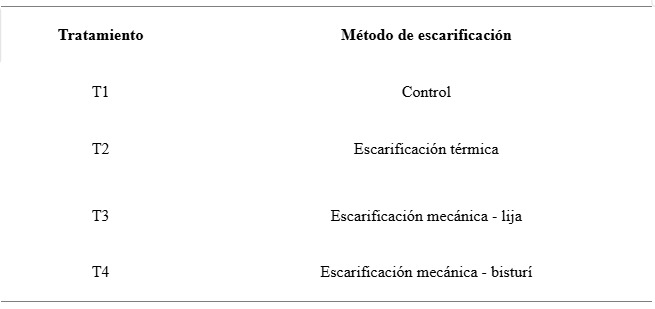 Tratamiento Método de escarificación
T1 Control
T2 Escarificación térmica
T3 Escarificación mecánica - lija
T4 Escarificación mecánica - bisturí